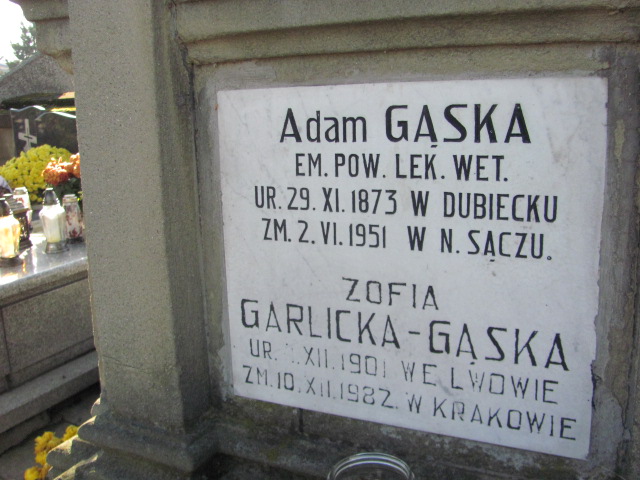 Adam GĄSKA
EM. POW. LEK. WET.
UR. 29. XI. 1873 W DUBIECKU
ZM. 2. VI. 1951 W N. SĄCZU.
ZOFIA
GARLICKA-GĄSKA
UR. XII. 1901 WE LWOWIE
ZM. 10. XII. 1982. W KRAKOWIE